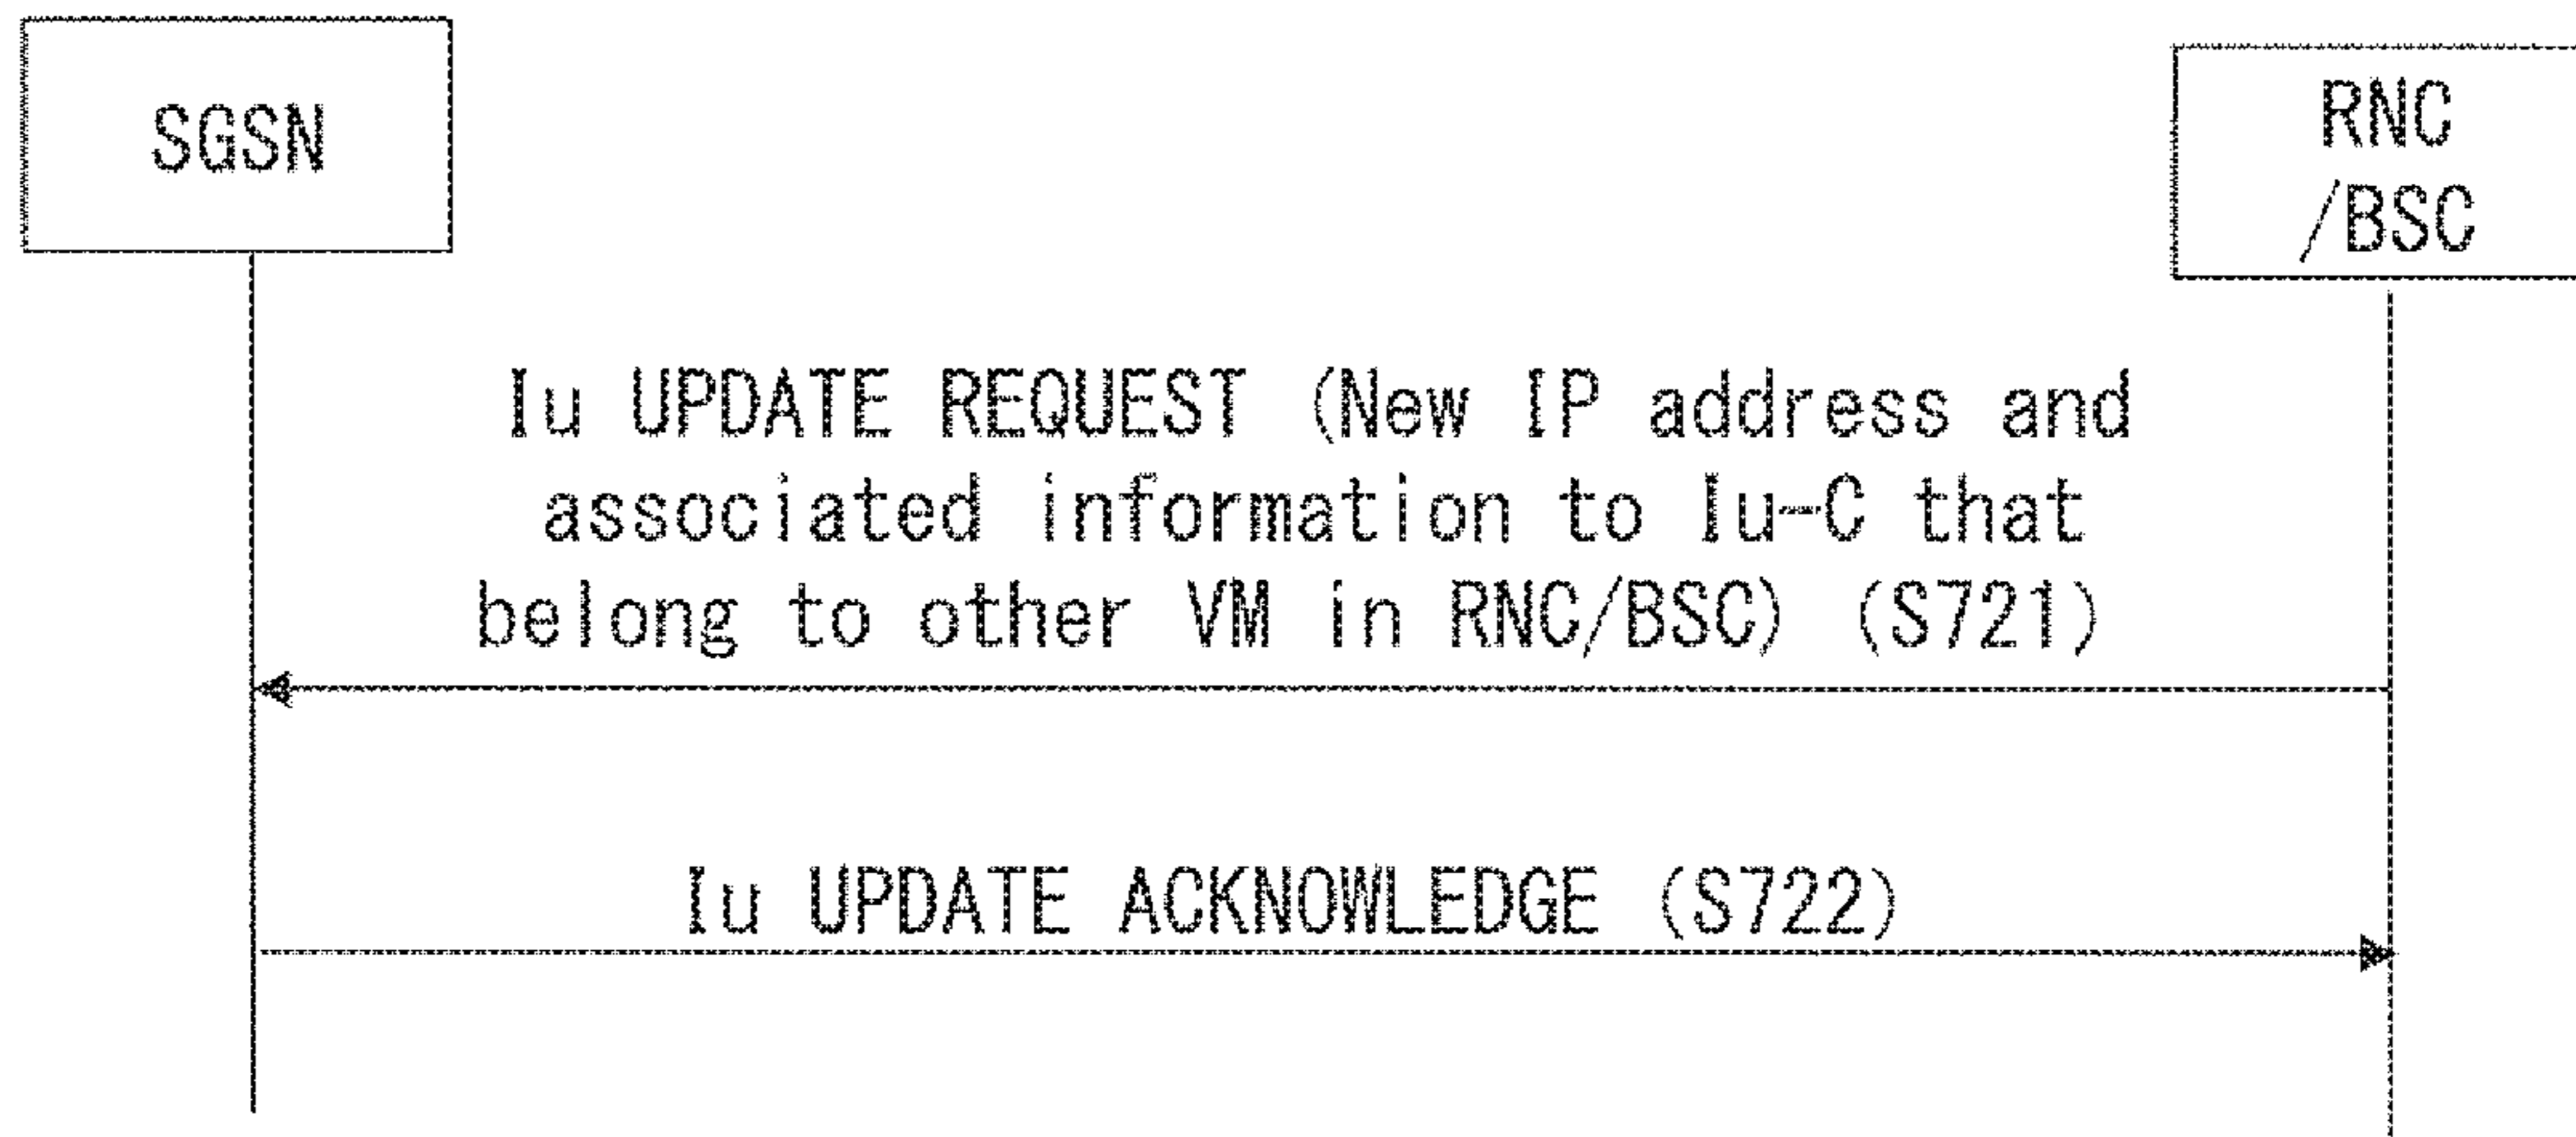 SGSN
RNC
/BSC
Iu UPDATE REQUEST (New IP address and
associated information to Iu-C that
belong to other VM in RNC/BSC) (S721)
Iu UPDATE ACKNOWLEDGE (S722)